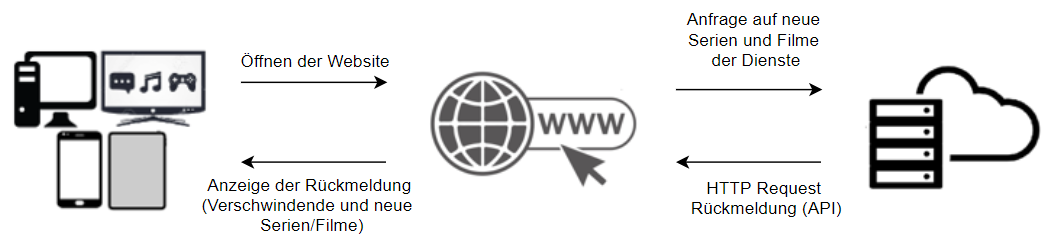 Öffnen der Website
Anzeige der Rückmeldung
(Verschwindende und neue
Serien/Filme)
WWW
Anfrage auf neue
Serien und Filme
der Dienste
HTTP Request
Rückmeldung (API)